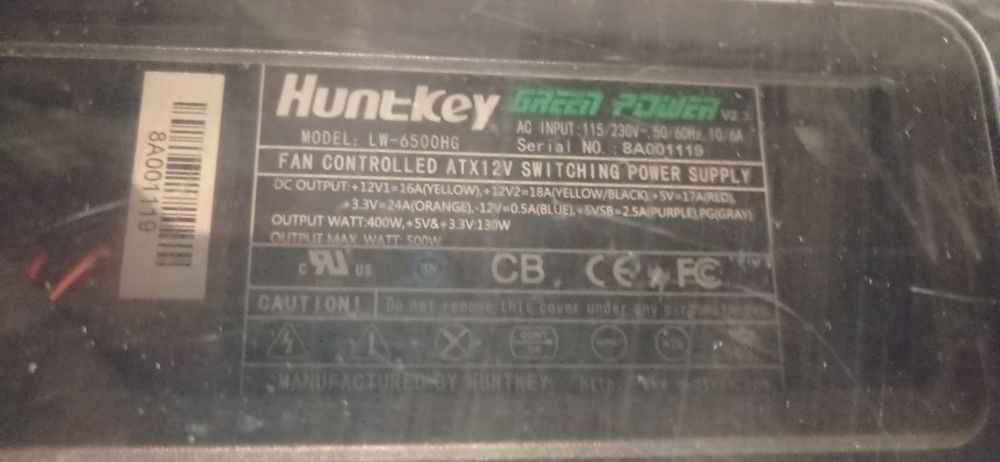 HuntKey GREEN POWER V2.3
MODEL: LW-6500HG
AC INPUT:115/230V~,50/60Hz,10/6A
Serial NO.: 8A001119
FAN CONTROLLED ATX12V SWITCHING POWER SUPPLY
DC OUTPUT:+12V1=16A(YELLOW),+12V2=18A(YELLOW/BLACK),+5V=17A(RED),
+3.3V=24A(ORANGE),-12V=0.5A(BLUE),+5VSB=2.5A(PURPLE),PG(GRAY)
OUTPUT WATT:400W,+5V&+3.3V:130W
OUTPUT MAX WATT: 500W
c RU US TUV CB CE FC
CAUTION! Do not remove this cover under any
MANUFACTURED BY HUNTKEY
8A001119